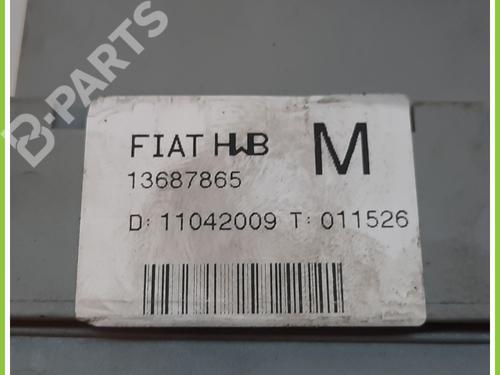 B-PARTS
FIAT HWB M
13687865
D: 11042009 T: 011526